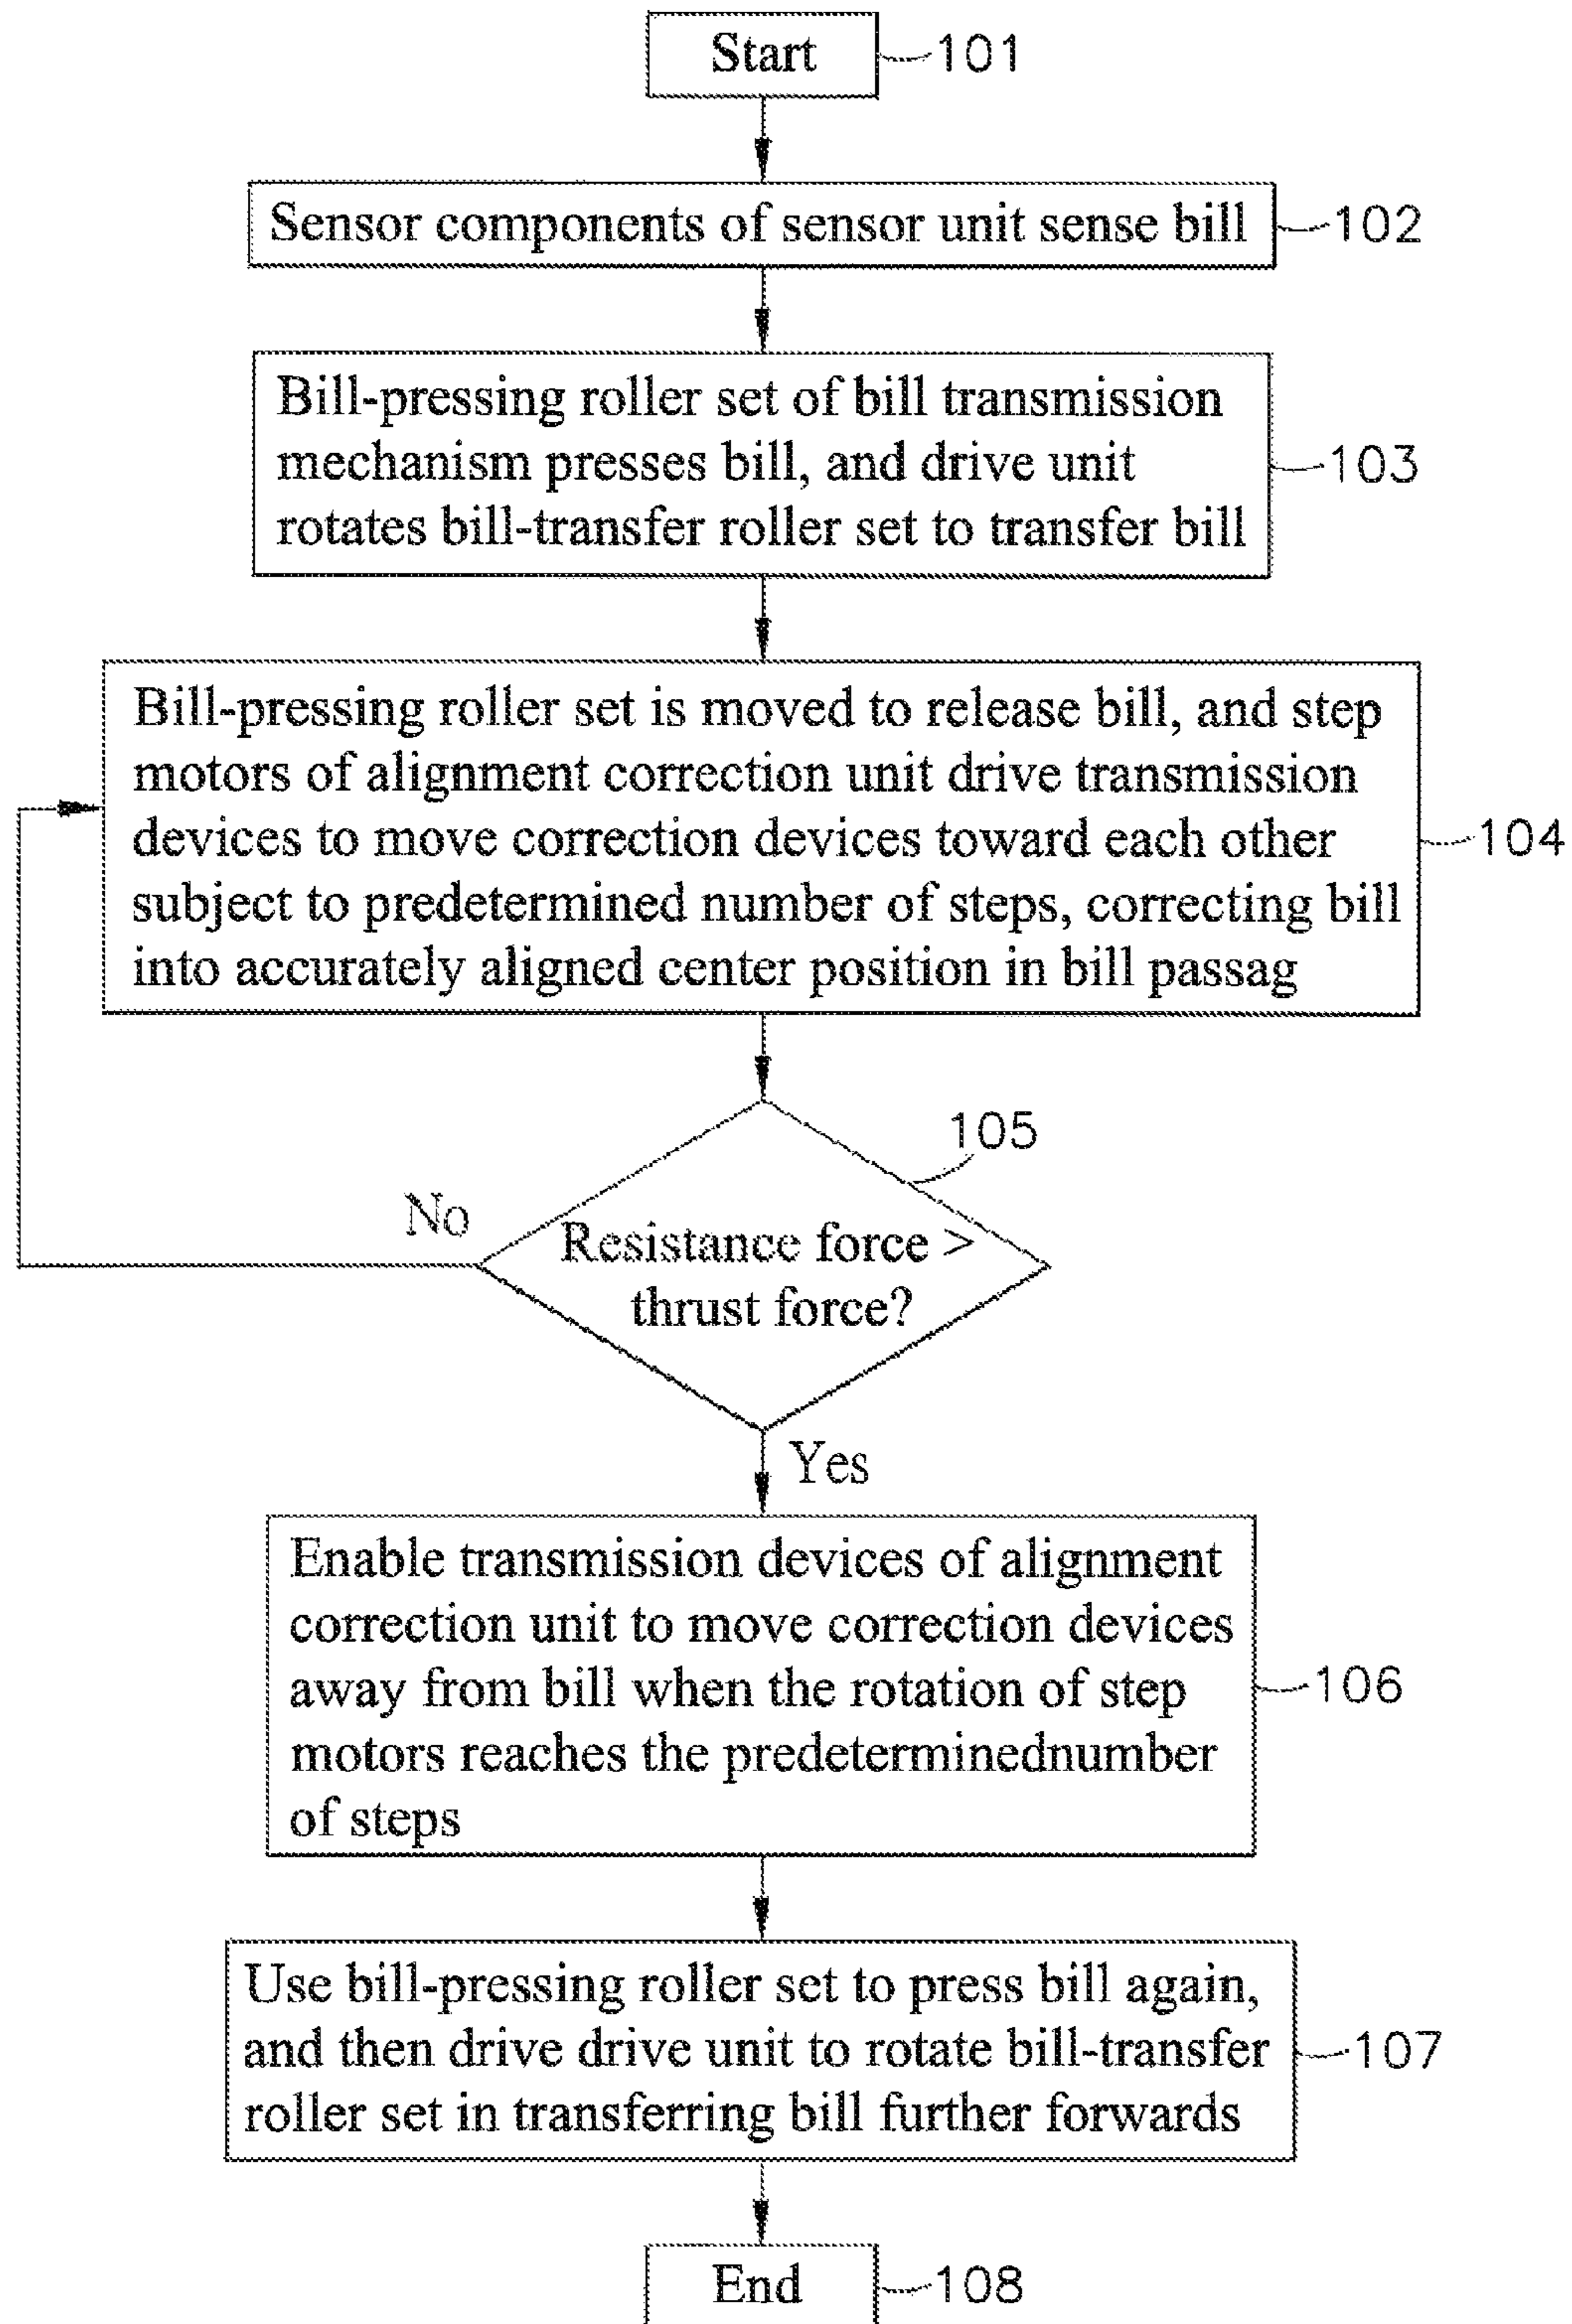 Start
101
Sensor components of sensor unit sense bill
102
Bill-pressing roller set of bill transmission
mechanism presses bill, and drive unit
rotates bill-transfer roller set to transfer bill
103
Bill-pressing roller set is moved to release bill, and step
motors of alignment correction unit drive transmission
devices to move correction devices toward each other
subject to predetermined number of steps, correcting bill
into accurately aligned center position in bill passag
104
105
No
Resistance force >
thrust force?
Yes
Enable transmission devices of alignment
correction unit to move correction devices
away from bill when the rotation of step
motors reaches the predeterminednumber
of steps
106
Use bill-pressing roller set to press bill again,
and then drive drive unit to rotate bill-transfer
roller set in transferring bill further forwards
107
End
108